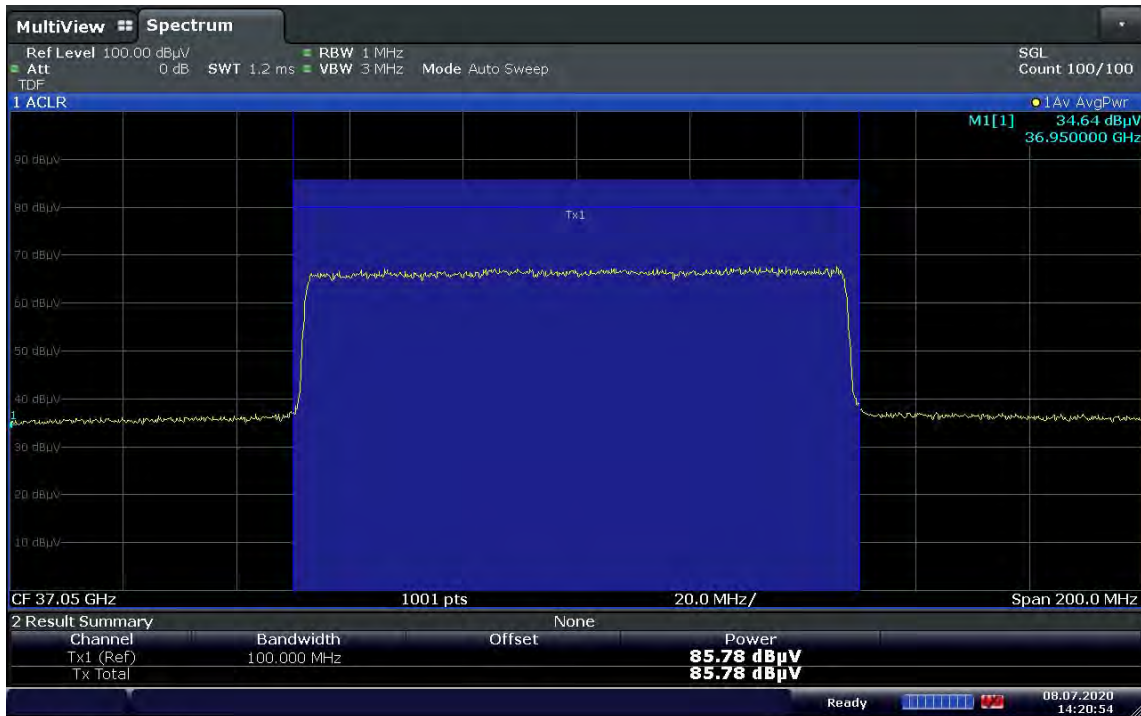 MultiView Spectrum
Ref Level 100.00 dBµV RBW 1 MHz SGL
Att 0 dB SWT 1.2 ms VBW 3 MHz Mode Auto Sweep Count 100/100
TDF
1 ACLR 1Av AvgPwr
M1[1] 34.64 dBµV
36.950000 GHz
90 dBµV
80 dBµV
Tx1
70 dBµV
60 dBµV
50 dBµV
40 dBµV
1
30 dBµV
20 dBµV
10 dBµV
CF 37.05 GHz 1001 pts 20.0 MHz/ Span 200.0 MHz
2 Result Summary None
Channel Bandwidth Offset Power
Tx1 (Ref) 100.000 MHz 85.78 dBµV
Tx Total 85.78 dBµV
Ready 08.07.2020
14:20:54